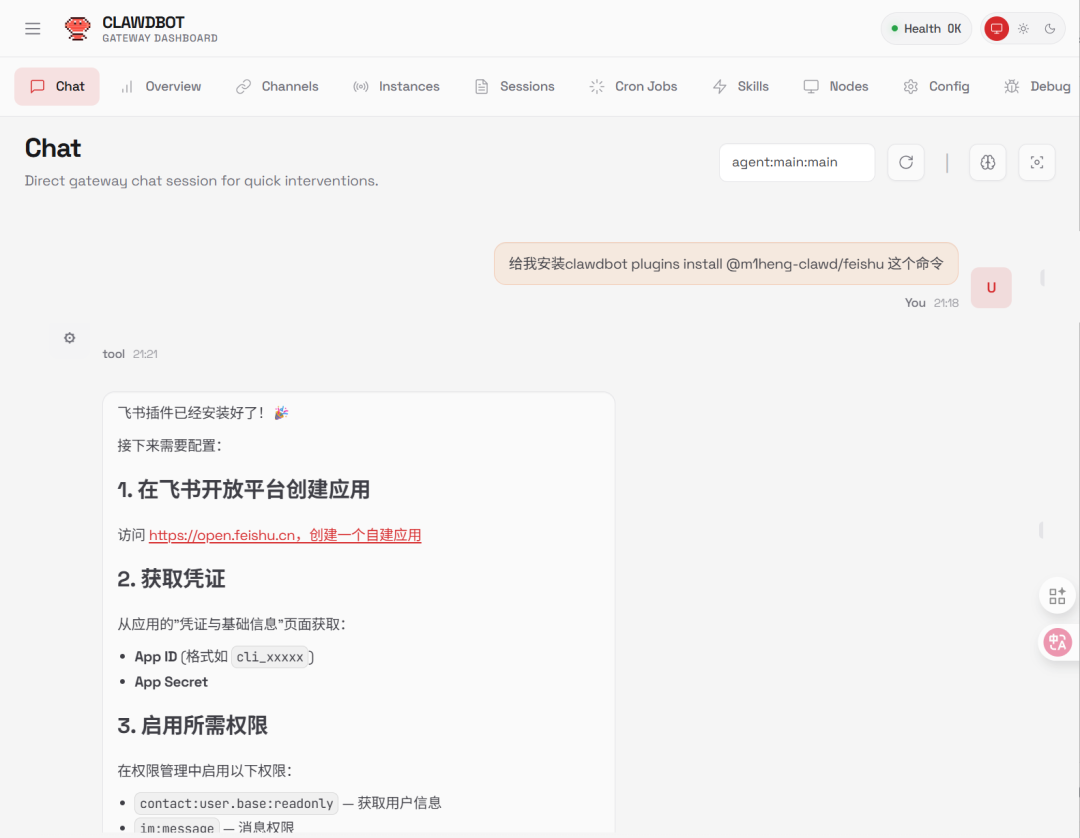 CLAWDBOT
GATEWAY DASHBOARD
Health OK
Chat
Overview
Channels
Instances
Sessions
Cron Jobs
Skills
Nodes
Config
Debug
Chat
Direct gateway chat session for quick interventions.
agent:main:main
给我安装clawdbot plugins install @m1heng-clawd/feishu 这个命令
You 21:18
U
tool 21:21
飞书插件已经安装好了！🎉
接下来需要配置：
1. 在飞书开放平台创建应用
访问 https://open.feishu.cn，创建一个自建应用
2. 获取凭证
从应用的"凭证与基础信息"页面获取：
• App ID (格式如 cli_xxxxx )
• App Secret
3. 启用所需权限
在权限管理中启用以下权限：
• contact:user.base:readonly — 获取用户信息
• im:message — 消息权限
中A